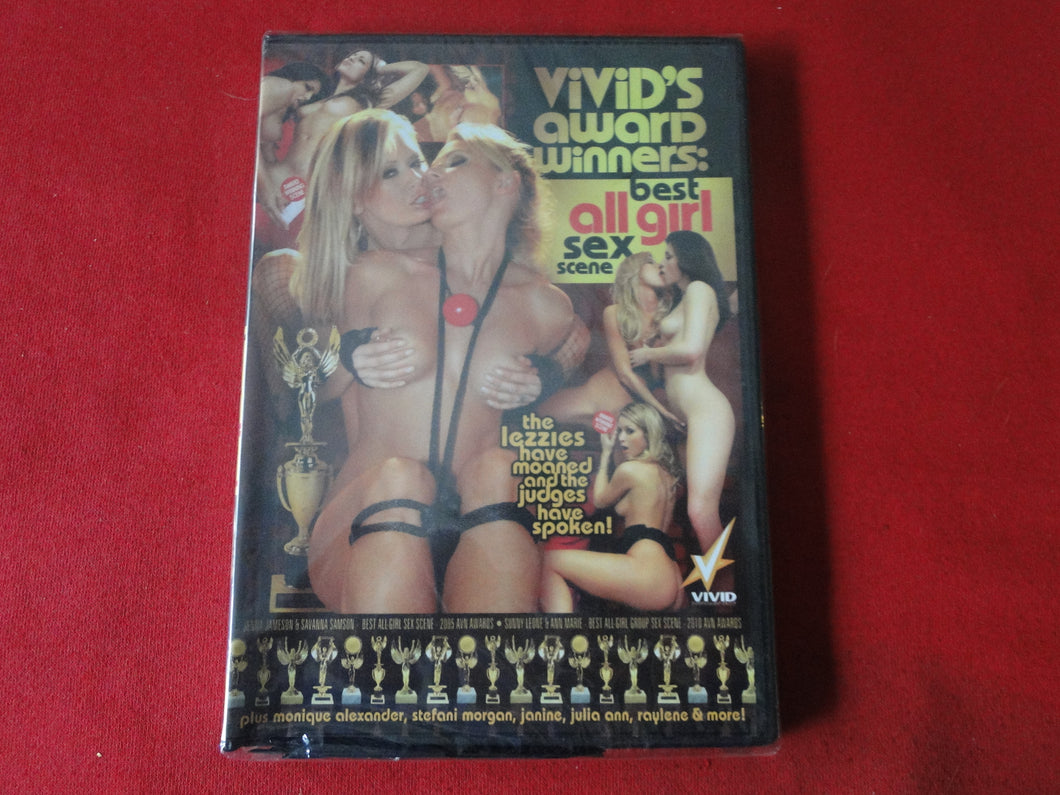 ViViD'S
awarD
winners:
best
all girl
sex
scene
the
lezzies
have
moaned
and the
judges
have
spoken!
VIVID
JENNA JAMESON & SAVANNA SAMSON - BEST ALL-GIRL SEX SCENE - 2005 AVN AWARDS • SUNNY LEONE & ANN MARIE - BEST ALL-GIRL GROUP SEX SCENE - 2010 AVN AWARDS
plus monique alexander, stefani morgan, janine, julia ann, raylene & more!